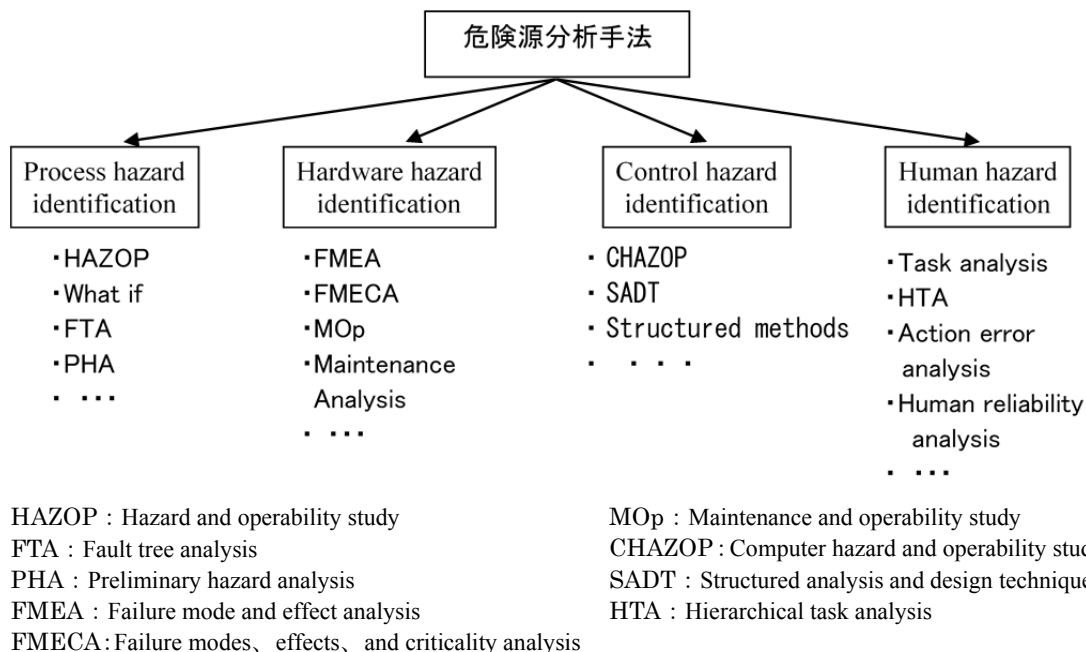 危険源分析手法
Process hazard
identification
・HAZOP
・What if
・FTA
・PHA
・ ・・・
Hardware hazard
identification
・FMEA
・FMECA
・MOp
・Maintenance
Analysis
・ ・・・
Control hazard
identification
・CHAZOP
・SADT
・Structured methods
・ ・・・
Human hazard
identification
・Task analysis
・HTA
・Action error
analysis
・Human reliability
analysis
・ ・・・
HAZOP：Hazard and operability study
FTA：Fault tree analysis
PHA：Preliminary hazard analysis
FMEA：Failure mode and effect analysis
FMECA:Failure modes、effects、and criticality analysis
MOp：Maintenance and operability study
CHAZOP：Computer hazard and operability stud
SADT：Structured analysis and design technique
HTA：Hierarchical task analysis